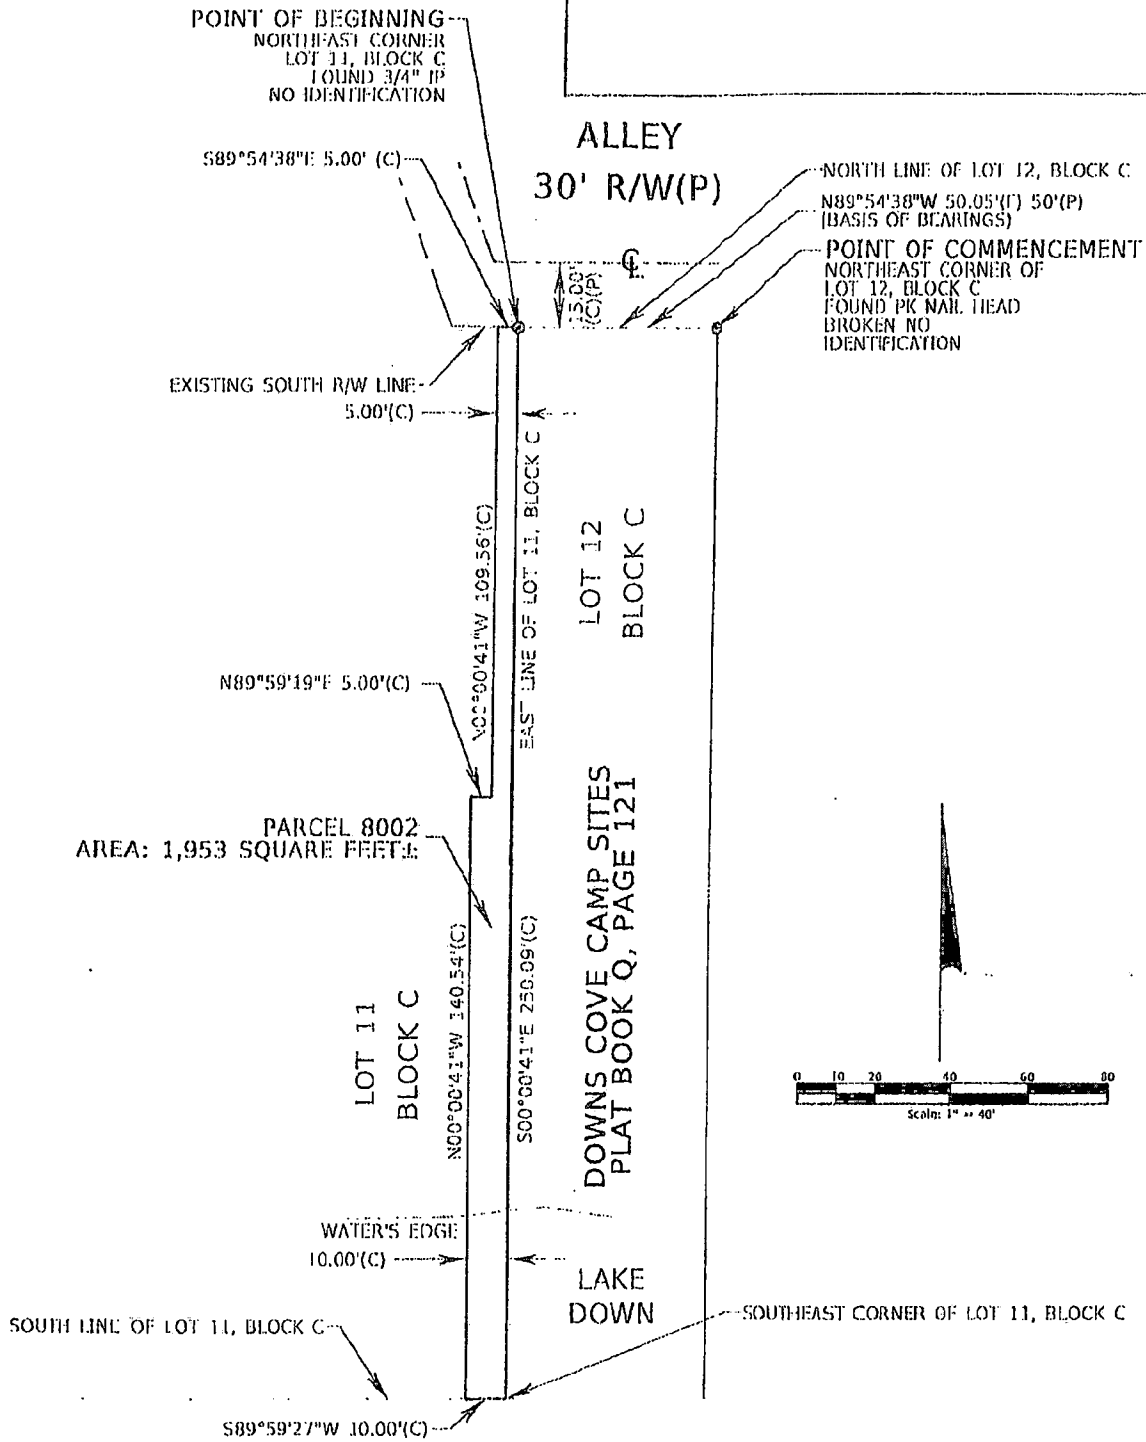 POINT OF BEGINNING
NORTHEAST CORNER
LOT 11, BLOCK C
FOUND 3/4" IP
NO IDENTIFICATION
ALLEY
30' R/W(P)
S89°54'38"E 5.00' (C)
NORTH LINE OF LOT 12, BLOCK C
N89°54'38"W 50.05'(F) 50'(P)
(BASIS OF BEARINGS)
POINT OF COMMENCEMENT
NORTHEAST CORNER OF
LOT 12, BLOCK C
FOUND PK NAIL HEAD
BROKEN NO
IDENTIFICATION
CL
15.00'
(C)(P)
EXISTING SOUTH R/W LINE
5.00'(C)
N00°00'41"W 109.56'(C)
EAST LINE OF LOT 11, BLOCK C
LOT 12
BLOCK C
N89°59'19"E 5.00'(C)
PARCEL 8002
AREA: 1,953 SQUARE FEET±
DOWNS COVE CAMP SITES
PLAT BOOK Q, PAGE 121
LOT 11
BLOCK C
N00°00'41"W 140.54'(C)
S00°00'41"E 250.09'(C)
0 10 20 40 60 80
Scale: 1" = 40'
WATER'S EDGE
10.00'(C)
LAKE
DOWN
SOUTH LINE OF LOT 11, BLOCK C
SOUTHEAST CORNER OF LOT 11, BLOCK C
S89°59'27"W 10.00'(C)